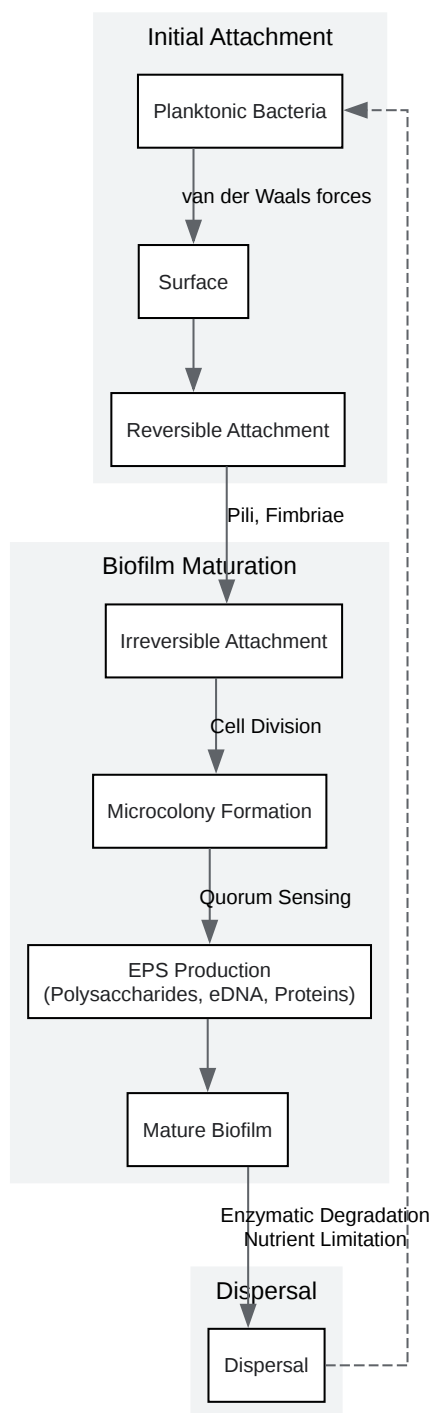 Initial Attachment
Planktonic Bacteria
van der Waals forces
Surface
Reversible Attachment
Pili, Fimbriae
Biofilm Maturation
Irreversible Attachment
Cell Division
Microcolony Formation
Quorum Sensing
EPS Production
(Polysaccharides, eDNA, Proteins)
Mature Biofilm
Enzymatic Degradation
Nutrient Limitation
Dispersal
Dispersal